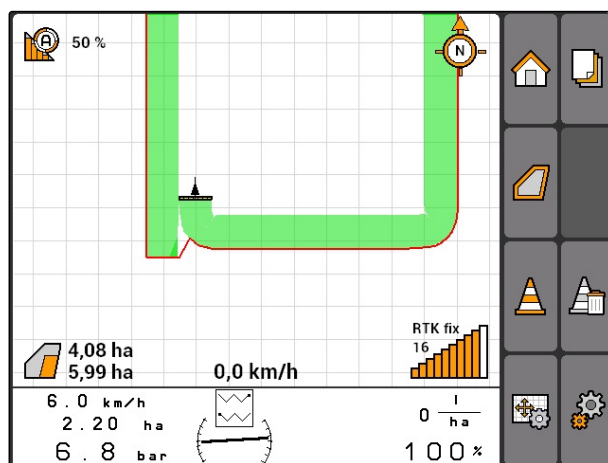 A
50 %
N
4,08 ha
5,99 ha
0,0 km/h
RTK fix
16
6.0 km/h
2.20 ha
6.8 bar
0 l/ha
100%